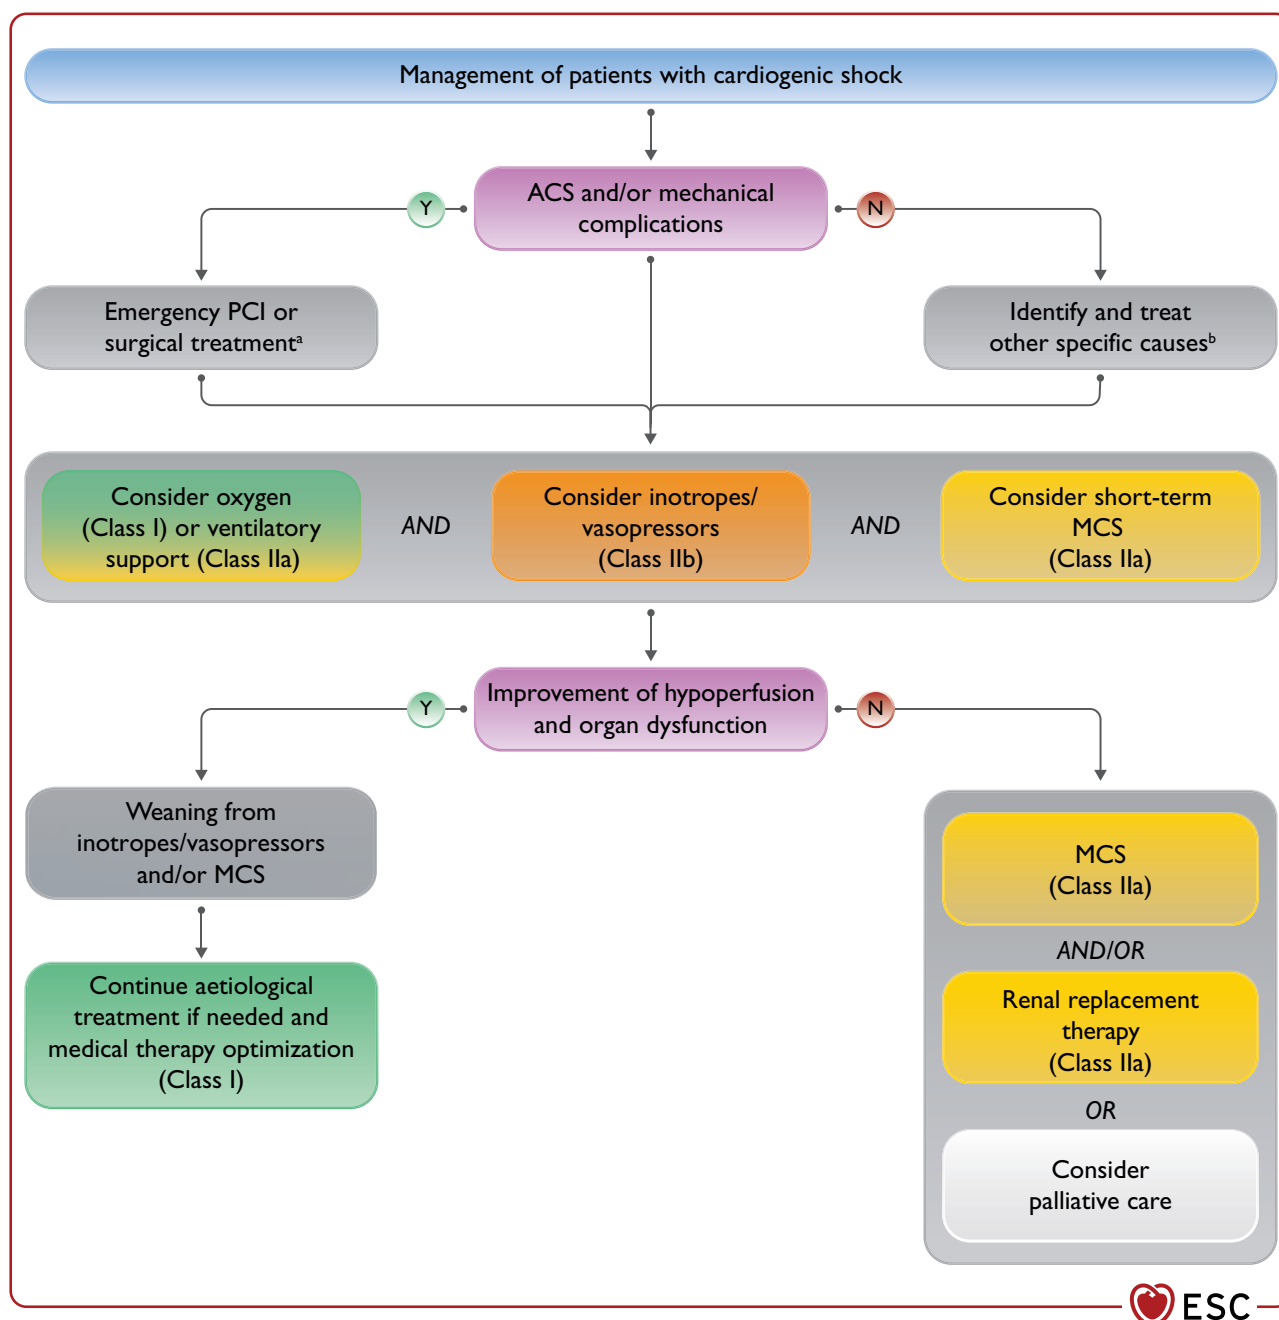 Management of patients with cardiogenic shock
ACS and/or mechanical
complications
Y
N
Emergency PCI or
surgical treatmentᵃ
Identify and treat
other specific causesᵇ
Consider oxygen
(Class I) or ventilatory
support (Class IIa)
AND
Consider inotropes/
vasopressors
(Class IIb)
AND
Consider short-term
MCS
(Class IIa)
Improvement of hypoperfusion
and organ dysfunction
Y
N
Weaning from
inotropes/vasopressors
and/or MCS
Continue aetiological
treatment if needed and
medical therapy optimization
(Class I)
MCS
(Class IIa)
AND/OR
Renal replacement
therapy
(Class IIa)
OR
Consider
palliative care
ESC